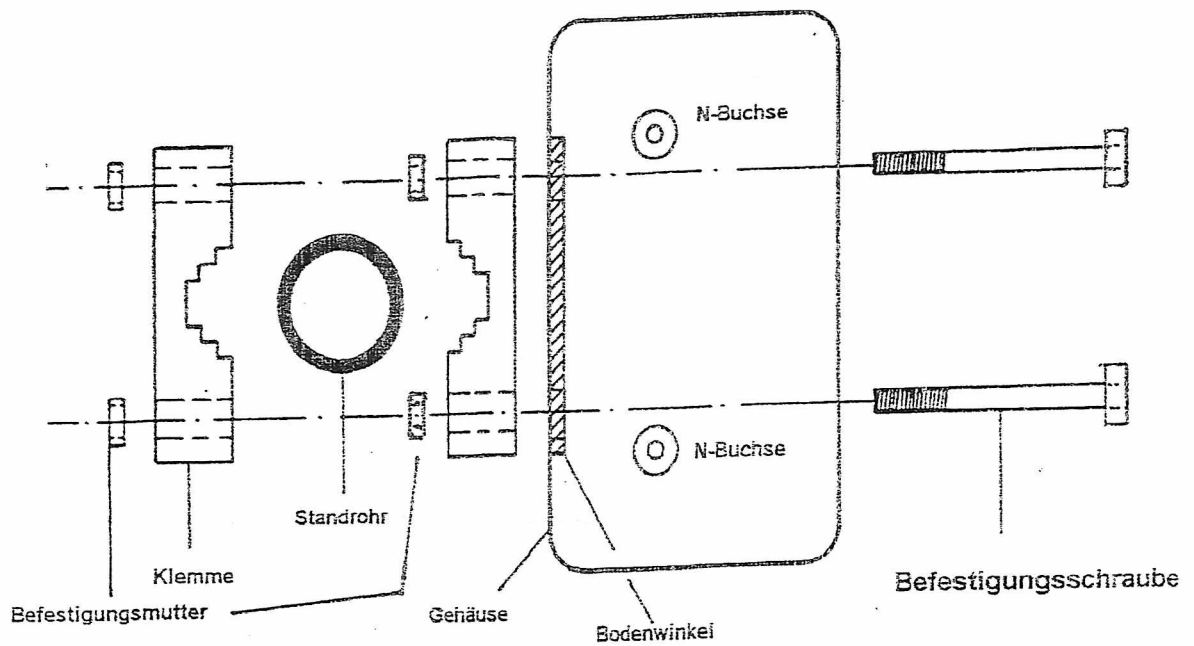 N-Buchse
N-Buchse
Standrohr
Klemme
Befestigungsmutter
Gehäuse
Bodenwinkel
Befestigungsschraube